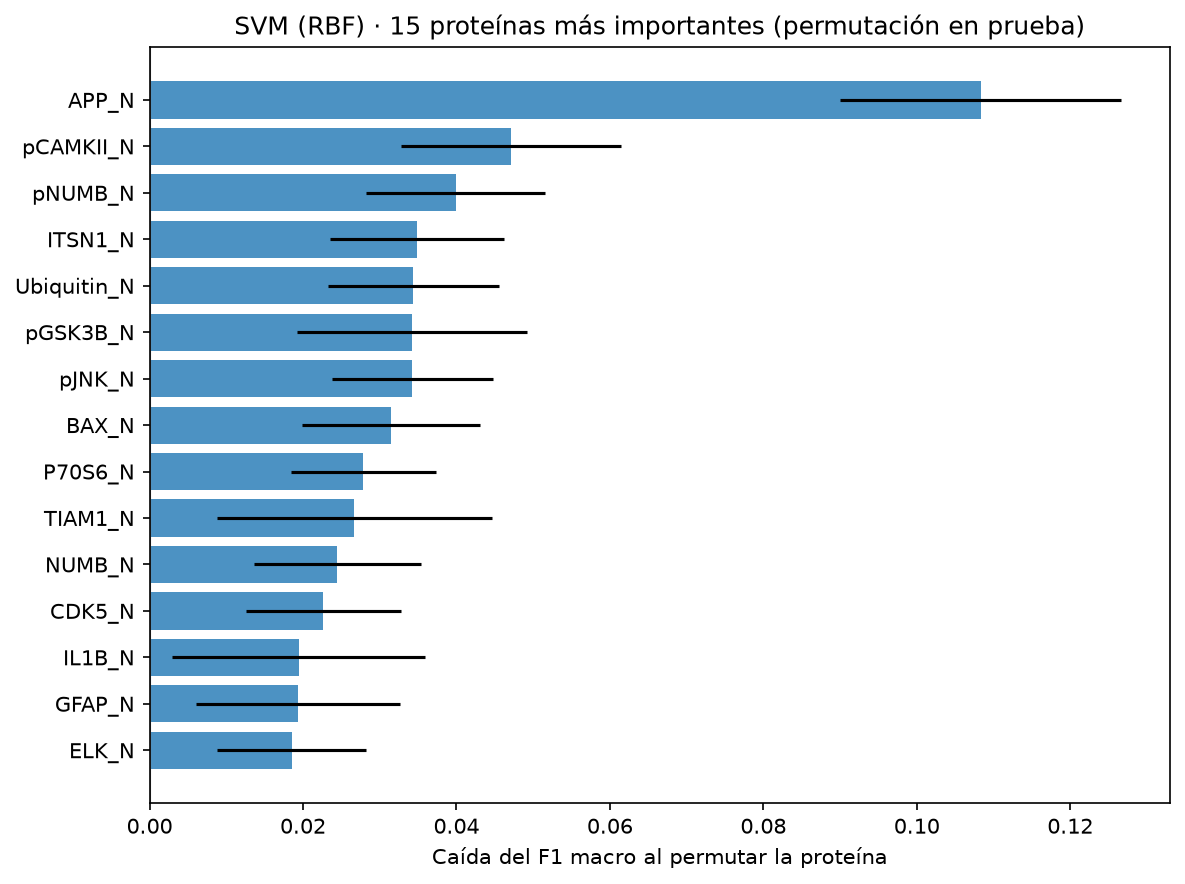 SVM (RBF) · 15 proteínas más importantes (permutación en prueba)
APP_N
pCAMKII_N
pNUMB_N
ITSN1_N
Ubiquitin_N
pGSK3B_N
pJNK_N
BAX_N
P70S6_N
TIAM1_N
NUMB_N
CDK5_N
IL1B_N
GFAP_N
ELK_N
0.00 0.02 0.04 0.06 0.08 0.10 0.12
Caída del F1 macro al permutar la proteína